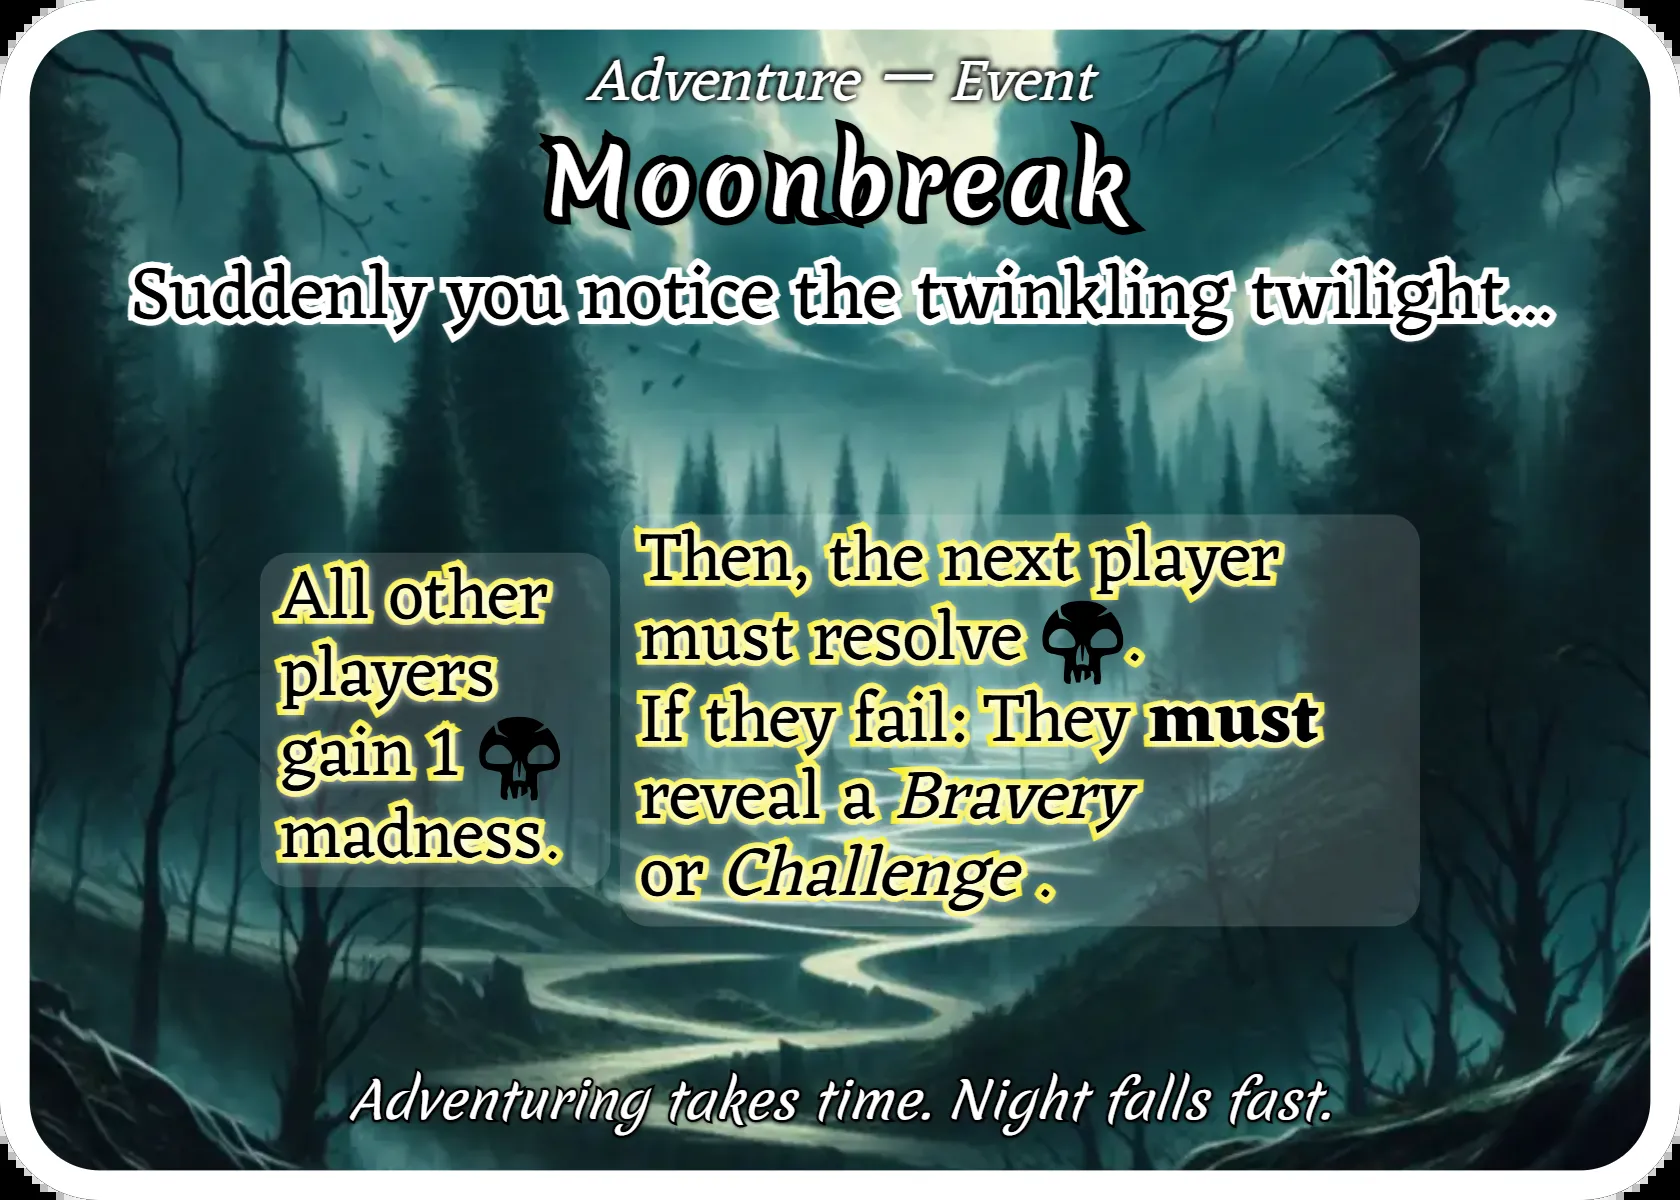 Adventure — Event
Moonbreak
Suddenly you notice the twinkling twilight...
All other
players
gain 1
madness.
Then, the next player
must resolve .
If they fail: They must
reveal a Bravery
or Challenge .
Adventuring takes time. Night falls fast.